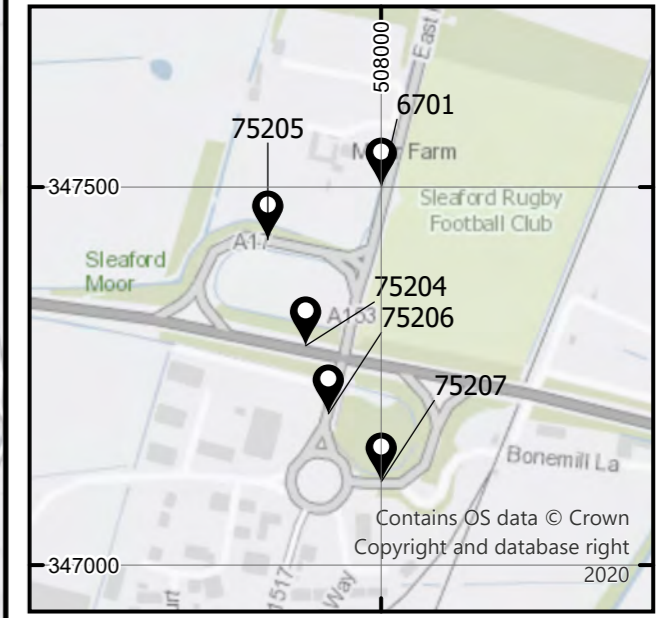 East
508000
6701
75205
Farm
347500
Sleaford Rugby
Football Club
A17
Sleaford
Moor
75204
A153
75206
75207
Bonemill La
Contains OS data © Crown
Copyright and database right
2020
347000
1517
Way